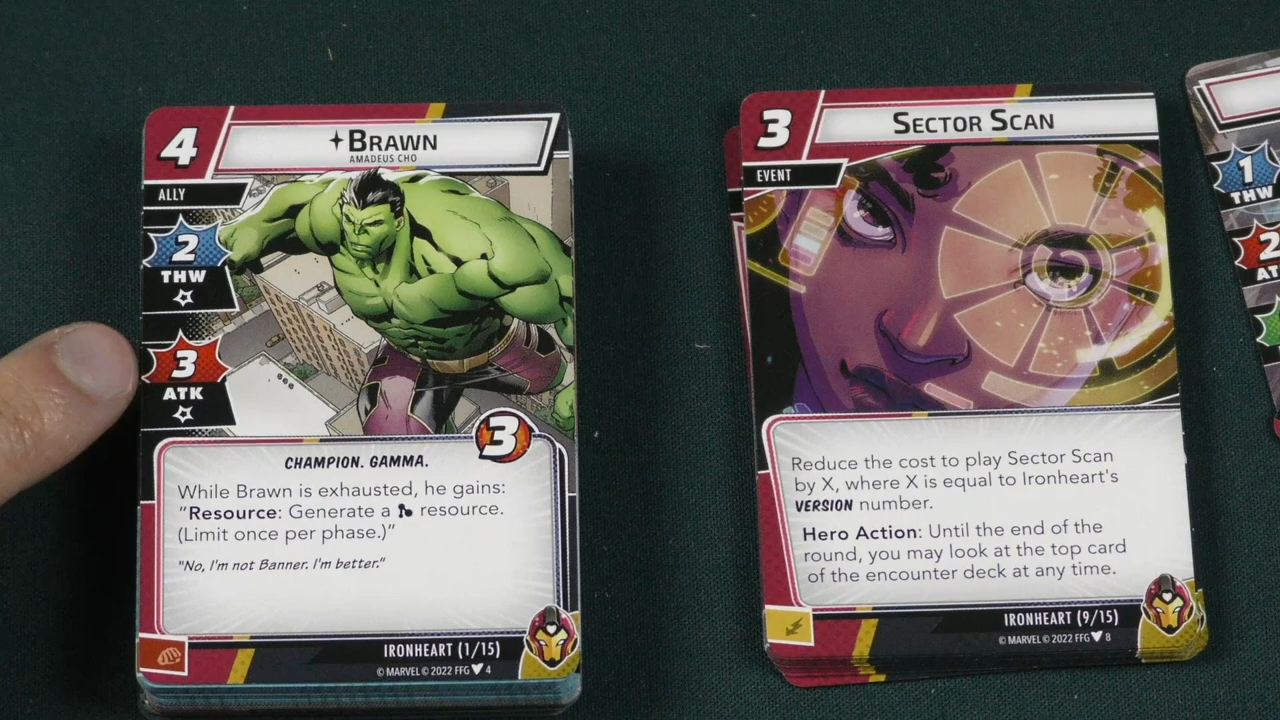 4
BRAWN
AMADEUS CHO
ALLY
2
THW
3
ATK
3
CHAMPION. GAMMA.
While Brawn is exhausted, he gains:
"Resource: Generate a resource.
(Limit once per phase.)"
"No, I'm not Banner. I'm better."
IRONHEART (1/15)
© MARVEL © 2022 FFG 4
3
SECTOR SCAN
EVENT
Reduce the cost to play Sector Scan
by X, where X is equal to Ironheart's
VERSION number.
Hero Action: Until the end of the
round, you may look at the top card
of the encounter deck at any time.
IRONHEART (9/15)
© MARVEL © 2022 FFG 8
1
THW
2
AT